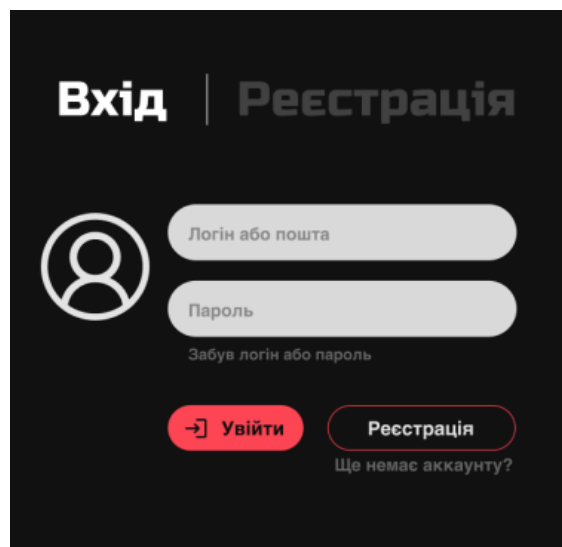 Вхід | Реєстрація
Логін або пошта
Пароль
Забув логін або пароль
Увійти Реєстрація
Ще немає аккаунту?